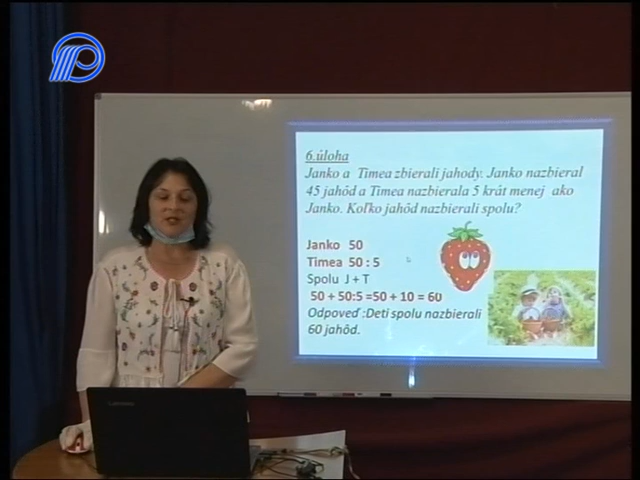 6.úloha
Janko a Timea zbierali jahody. Janko nazbieral
45 jahôd a Timea nazbierala 5 krát menej ako
Janko. Koľko jahôd nazbierali spolu?
Janko 50
Timea 50 : 5
Spolu J + T
50 + 50:5 =50 + 10 = 60
Odpoveď :Deti spolu nazbierali
60 jahôd.
Lenovo